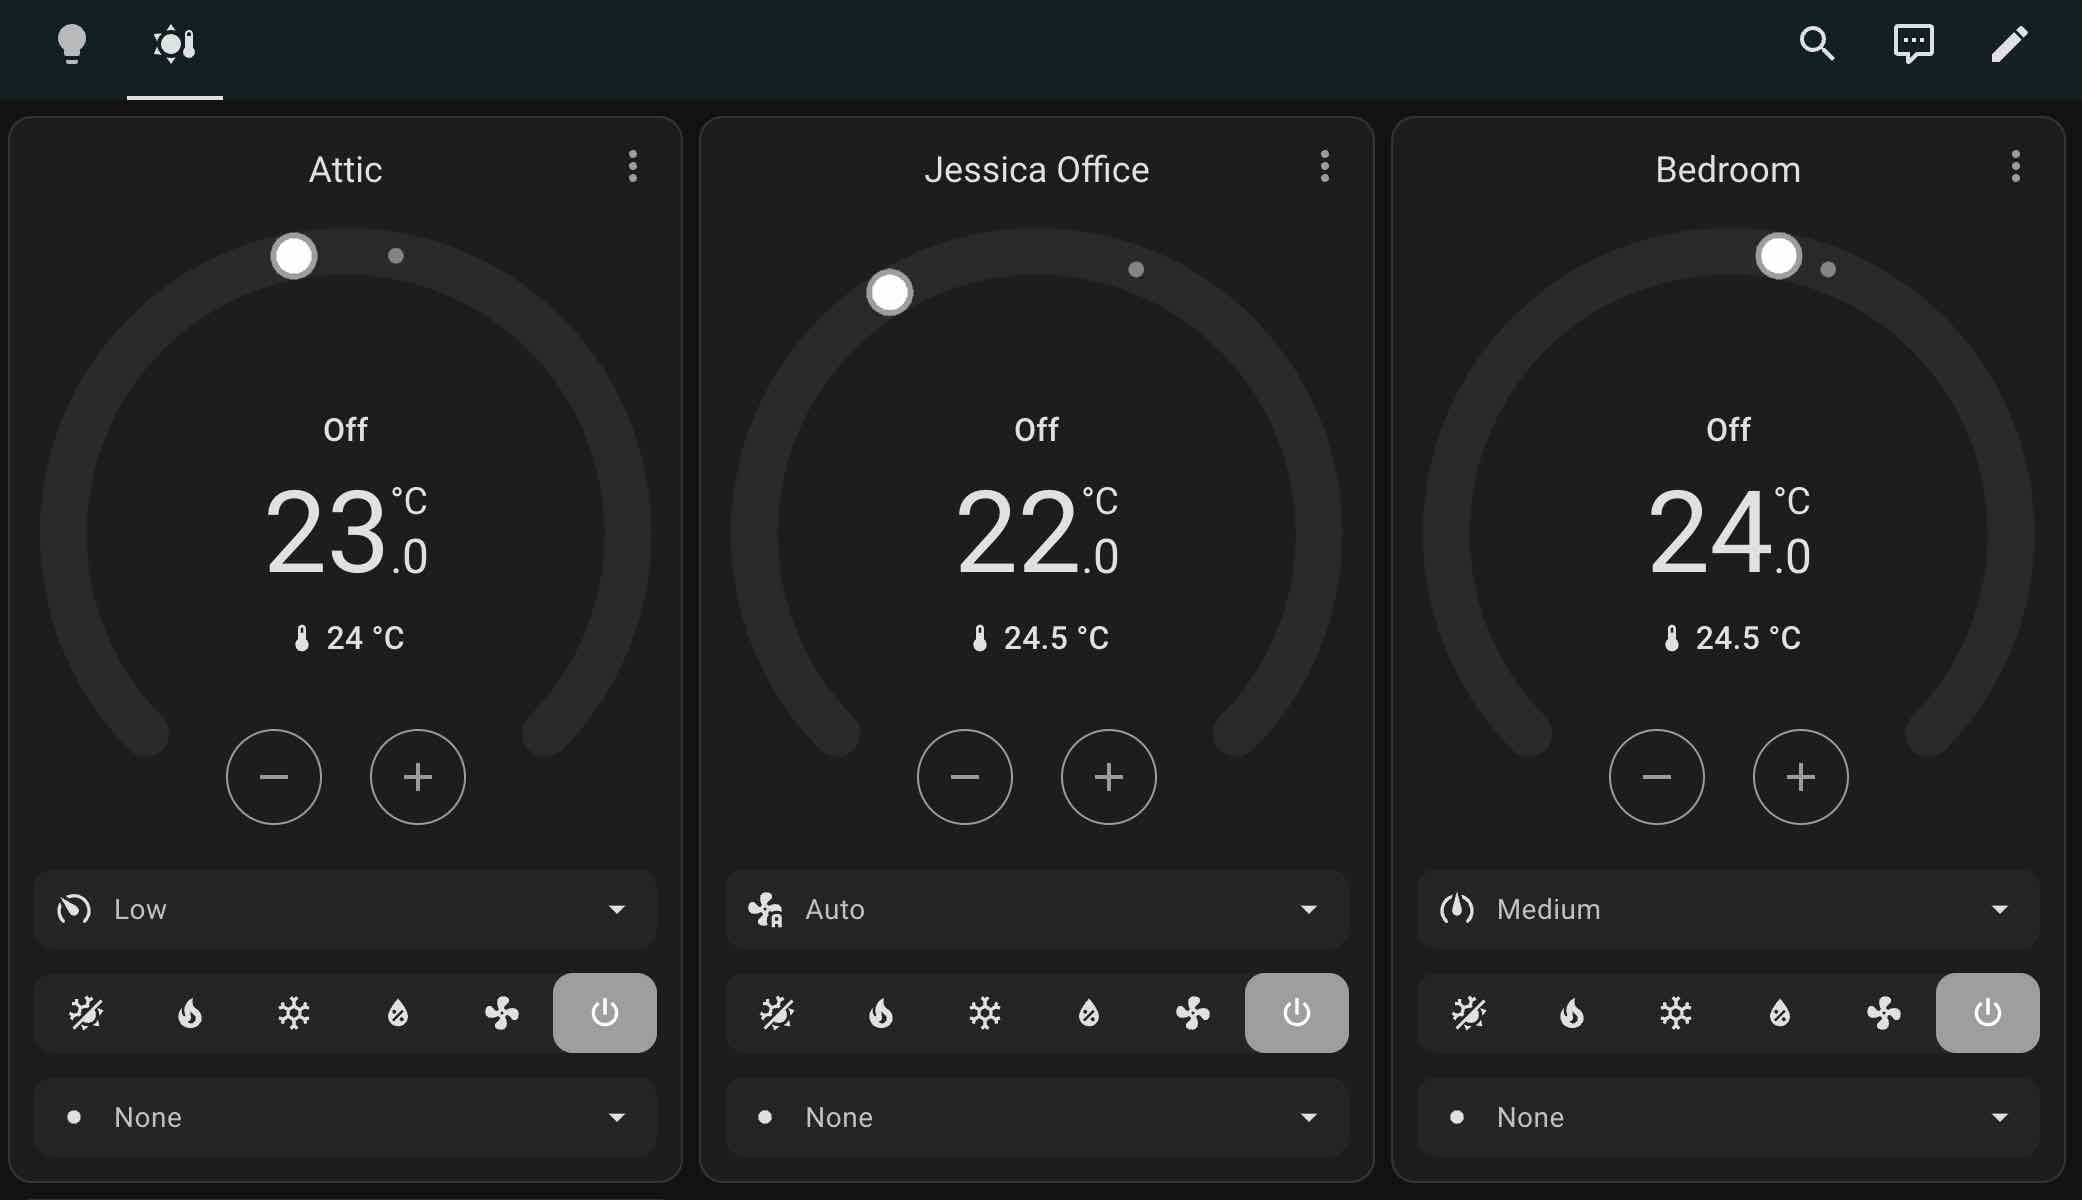 Attic
Off
23.0 °C
24 °C
Low
None
Jessica Office
Off
22.0 °C
24.5 °C
Auto
None
Bedroom
Off
24.0 °C
24.5 °C
Medium
None